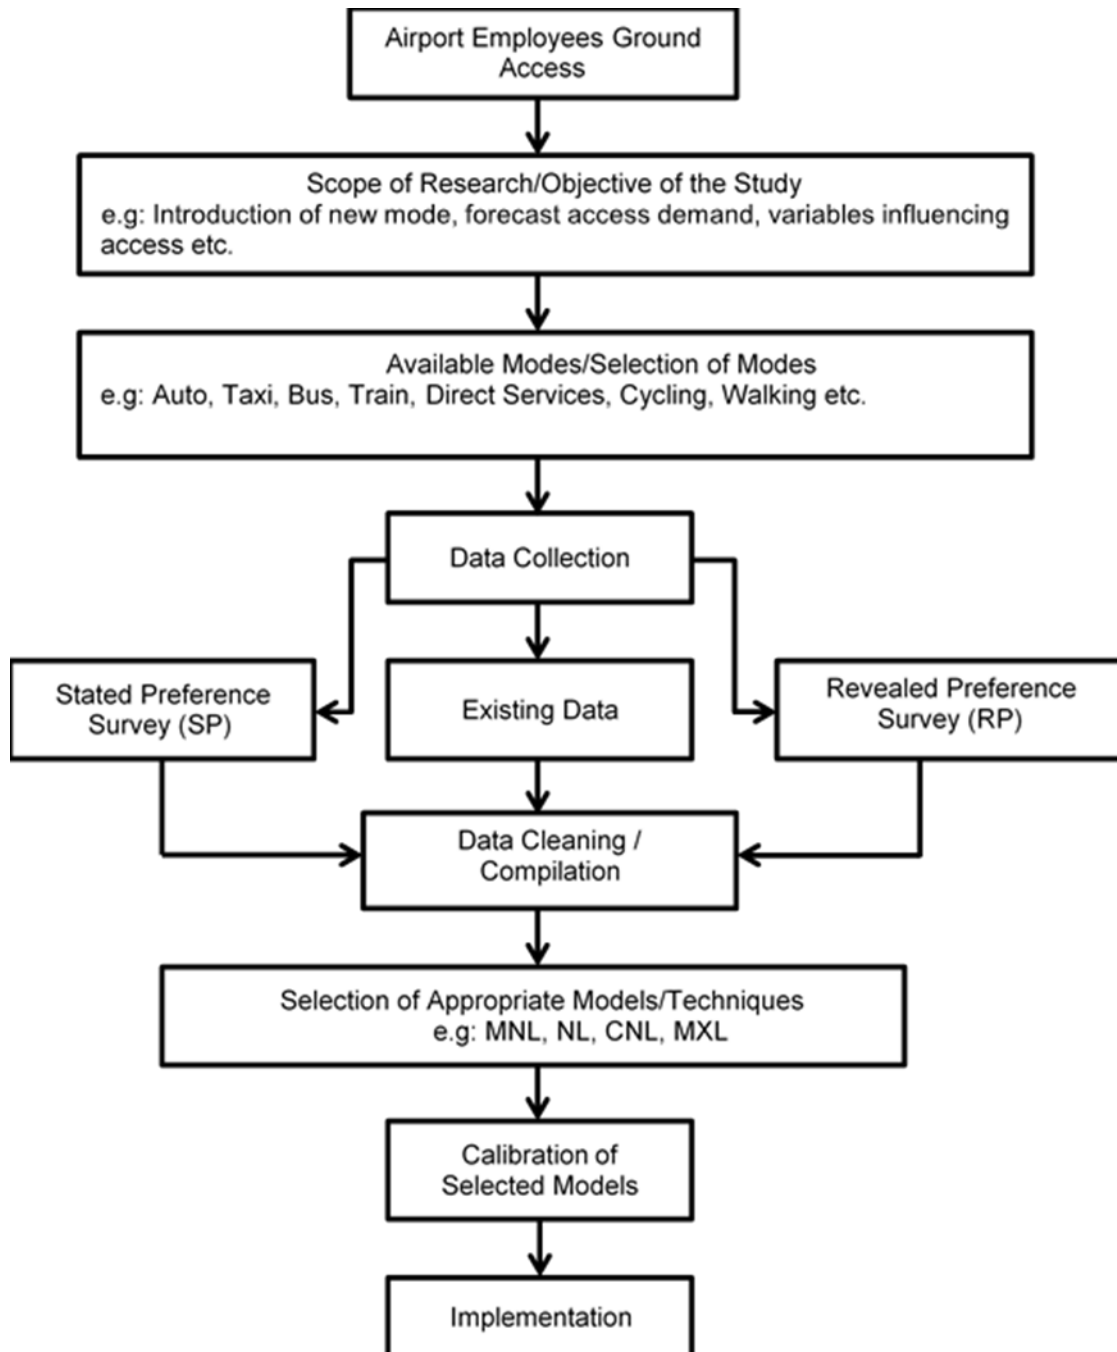 Airport Employees Ground
Access
Scope of Research/Objective of the Study
e.g: Introduction of new mode, forecast access demand, variables influencing
access etc.
Available Modes/Selection of Modes
e.g: Auto, Taxi, Bus, Train, Direct Services, Cycling, Walking etc.
Data Collection
Stated Preference
Survey (SP)
Existing Data
Revealed Preference
Survey (RP)
Data Cleaning /
Compilation
Selection of Appropriate Models/Techniques
e.g: MNL, NL, CNL, MXL
Calibration of
Selected Models
Implementation